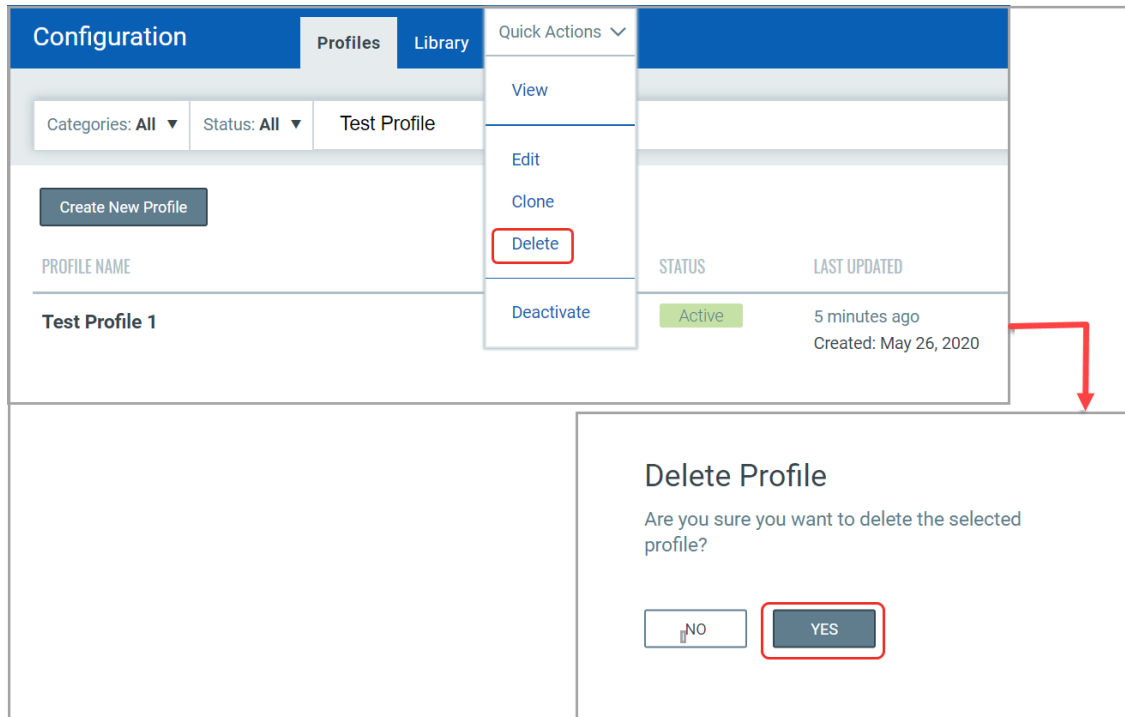 Configuration
Profiles
Library
Quick Actions
View
Edit
Clone
Delete
Deactivate
Categories: All ▼
Status: All ▼
Test Profile
Create New Profile
PROFILE NAME
STATUS
LAST UPDATED
Test Profile 1
Active
5 minutes ago
Created: May 26, 2020
Delete Profile
Are you sure you want to delete the selected
profile?
NO
YES